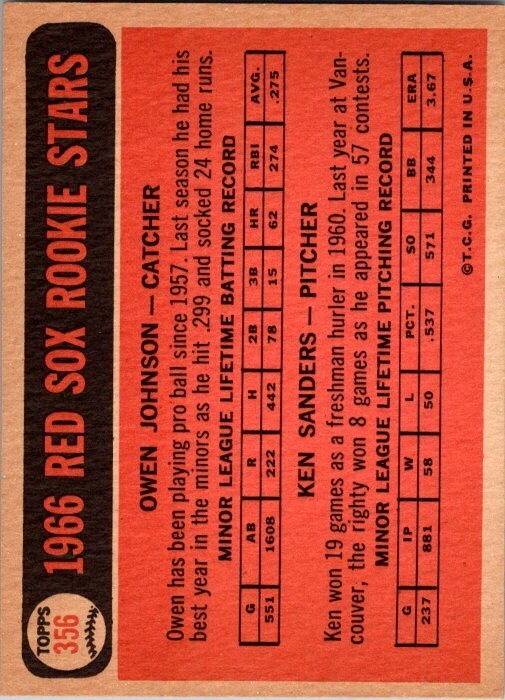 TOPPS
356
1966 RED SOX ROOKIE STARS
OWEN JOHNSON — CATCHER
Owen has been playing pro ball since 1957. Last season he had his
best year in the minors as he hit .299 and socked 24 home runs.
MINOR LEAGUE LIFETIME BATTING RECORD
G AB R H 2B 3B HR RBI AVG.
551 1608 222 442 78 15 62 274 .275
KEN SANDERS — PITCHER
Ken won 19 games as a freshman hurler in 1960. Last year at Van-
couver, the righty won 8 games as he appeared in 57 contests.
MINOR LEAGUE LIFETIME PITCHING RECORD
G IP W L PCT. SO BB ERA
237 881 58 50 .537 571 344 3.67
©T.C.G. PRINTED IN U.S.A.